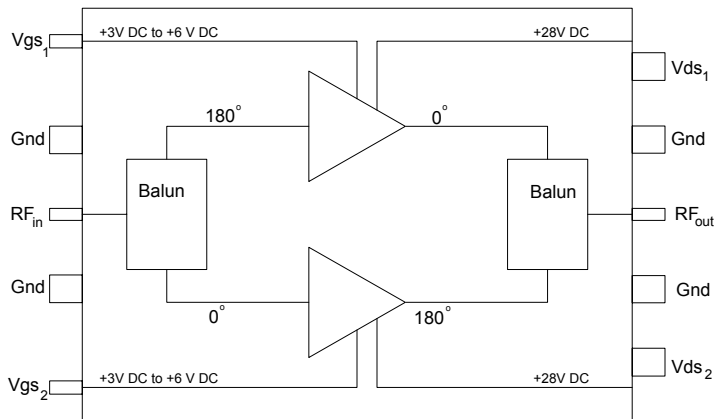 Vgs1 +3V DC to +6 V DC +28V DC
Vds1
180° 0°
Gnd Gnd
Balun Balun
RFin RFout
Gnd Gnd
0° 180°
Vds2
Vgs2 +3V DC to +6 V DC +28V DC